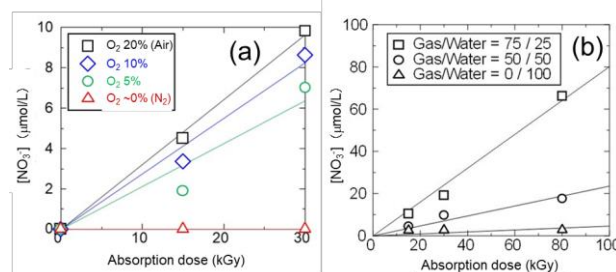 (a)
O₂ 20% (Air)
O₂ 10%
O₂ 5%
O₂ ~0% (N₂)
[NO₃⁻] (μmol/L)
10
8
6
4
2
0
0
10
20
30
Absorption dose (kGy)
(b)
Gas/Water = 75 / 25
Gas/Water = 50 / 50
Gas/Water = 0 / 100
[NO₃⁻] (μmol/L)
100
80
60
40
20
0
0
20
40
60
80
100
Absorption dose (kGy)